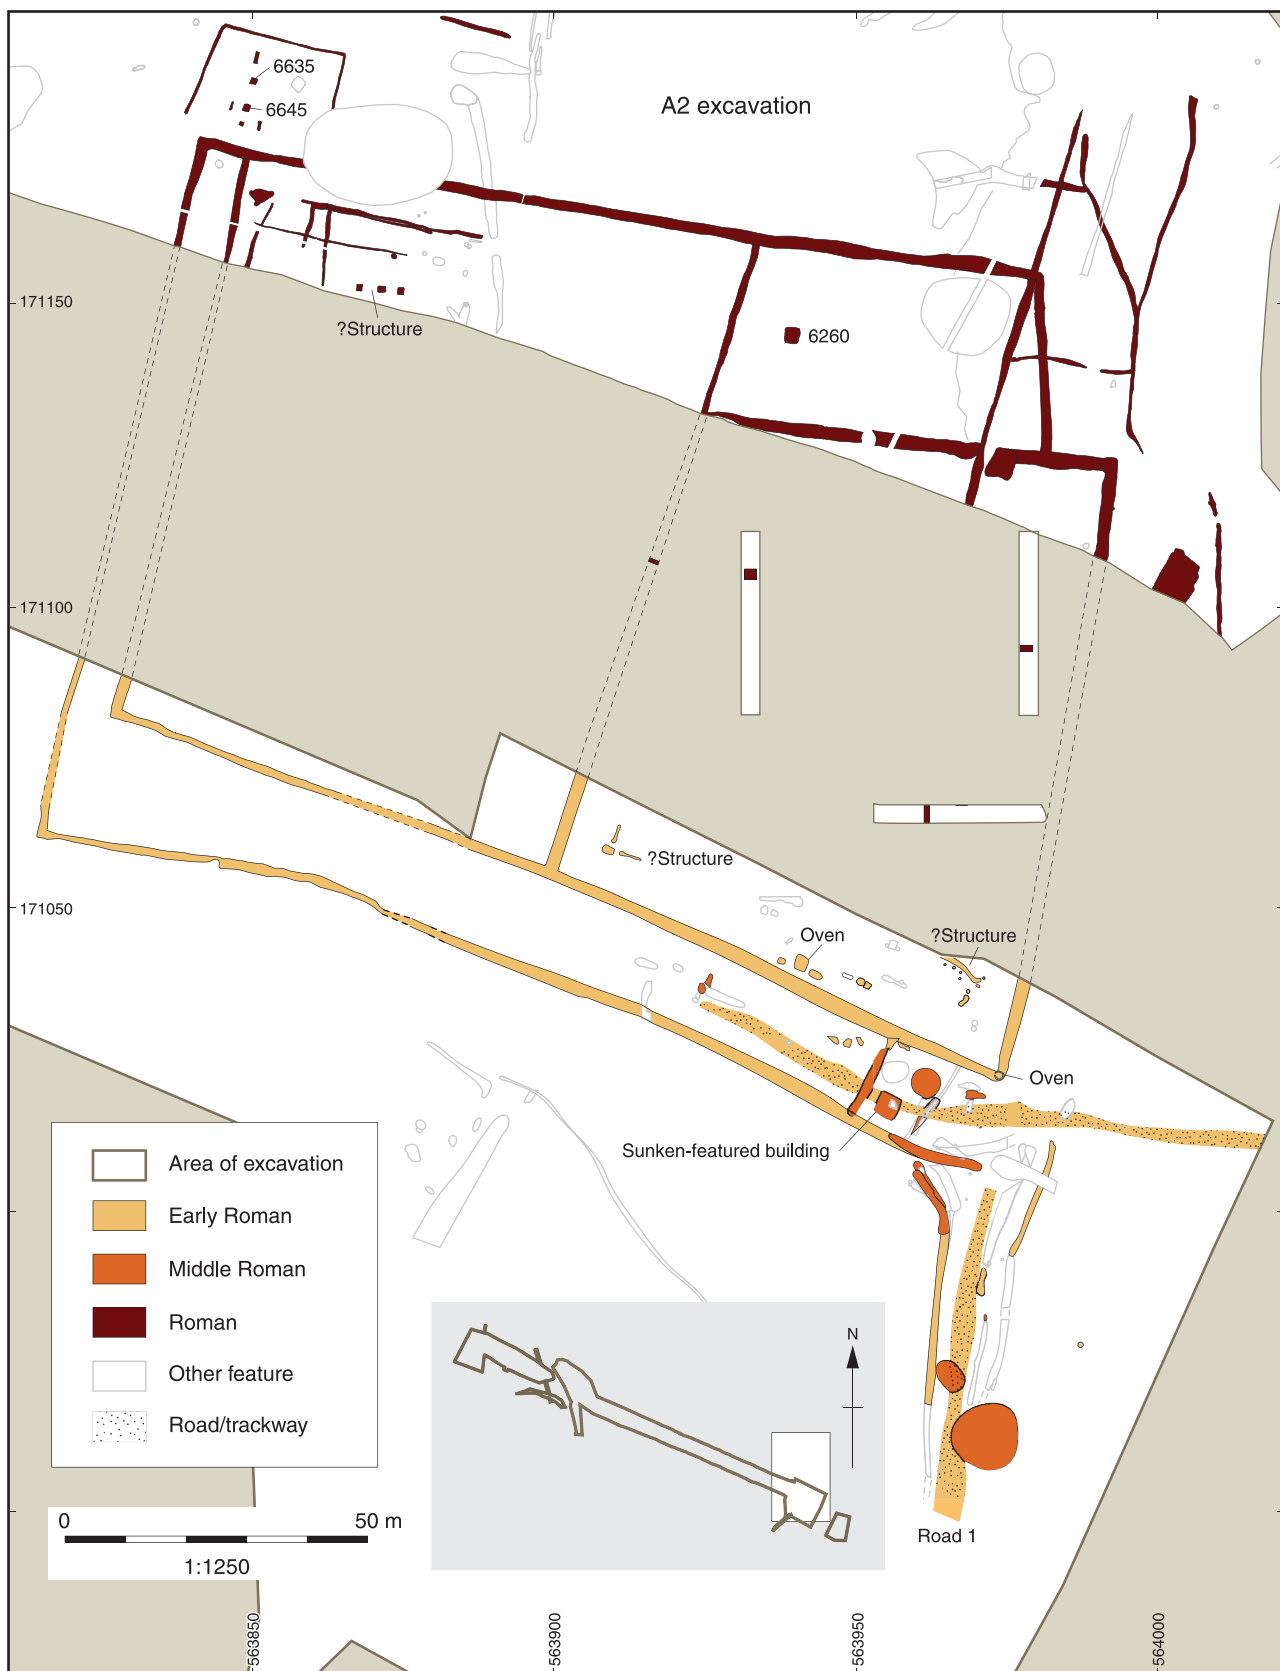 6635
6645
A2 excavation
171150
?Structure
6260
171100
?Structure
171050
Oven
?Structure
Oven
Sunken-featured building
Area of excavation
Early Roman
Middle Roman
Roman
Other feature
Road/trackway
N
0 50 m
1:1250
Road 1
563850
563900
563950
564000